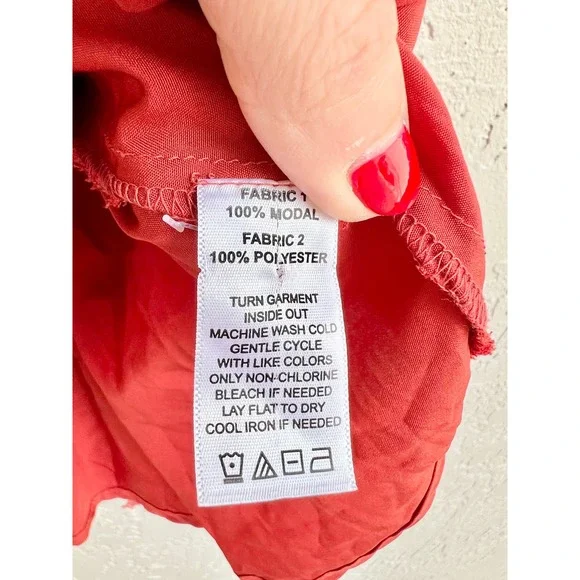 FABRIC 1
100% MODAL
FABRIC 2
100% POLYESTER
TURN GARMENT
INSIDE OUT
MACHINE WASH COLD
GENTLE CYCLE
WITH LIKE COLORS
ONLY NON-CHLORINE
BLEACH IF NEEDED
LAY FLAT TO DRY
COOL IRON IF NEEDED